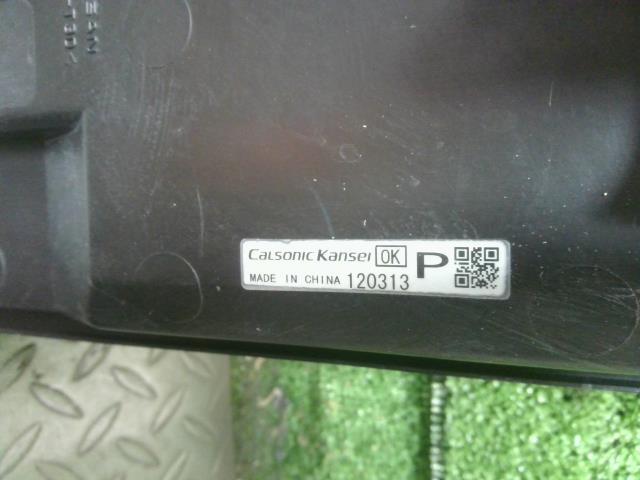 Calsonic Kansei OK P
MADE IN CHINA 120313